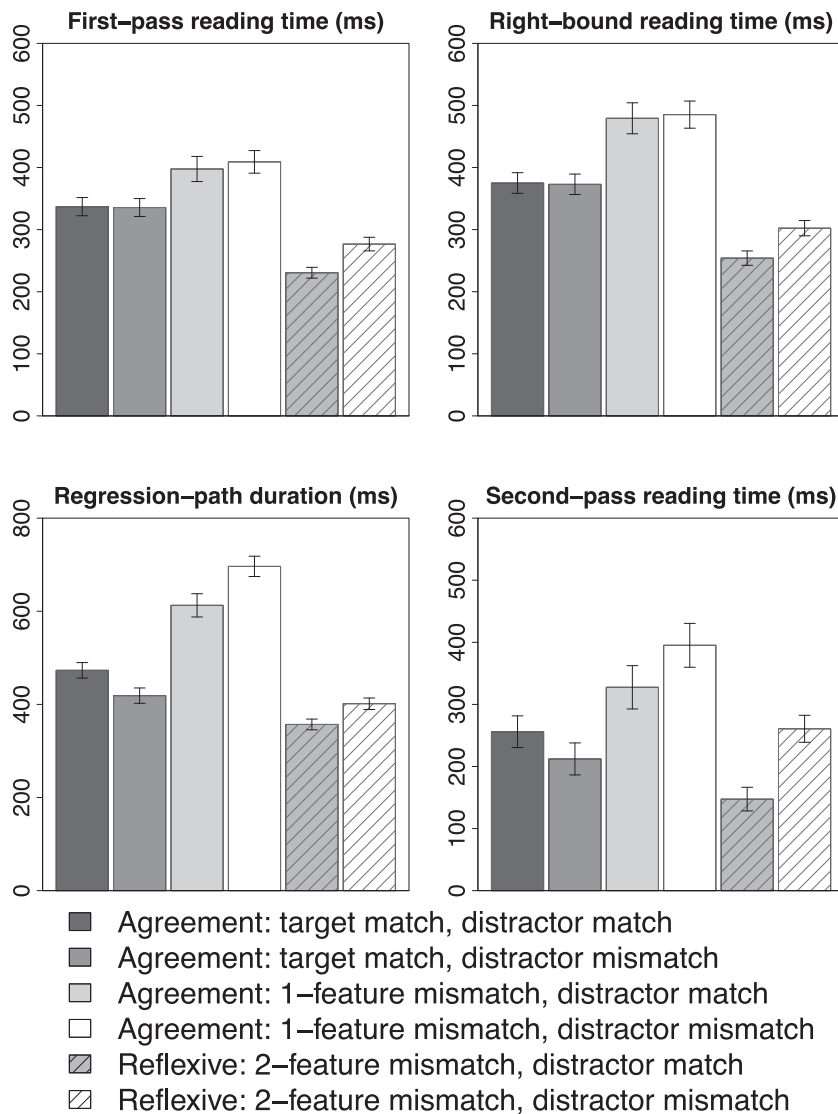 First–pass reading time (ms)
0 100 200 300 400 500 600
Right–bound reading time (ms)
0 100 200 300 400 500 600
Regression–path duration (ms)
0 200 400 600 800
Second–pass reading time (ms)
0 100 200 300 400 500 600
Agreement: target match, distractor match
Agreement: target match, distractor mismatch
Agreement: 1–feature mismatch, distractor match
Agreement: 1–feature mismatch, distractor mismatch
Reflexive: 2–feature mismatch, distractor match
Reflexive: 2–feature mismatch, distractor mismatch